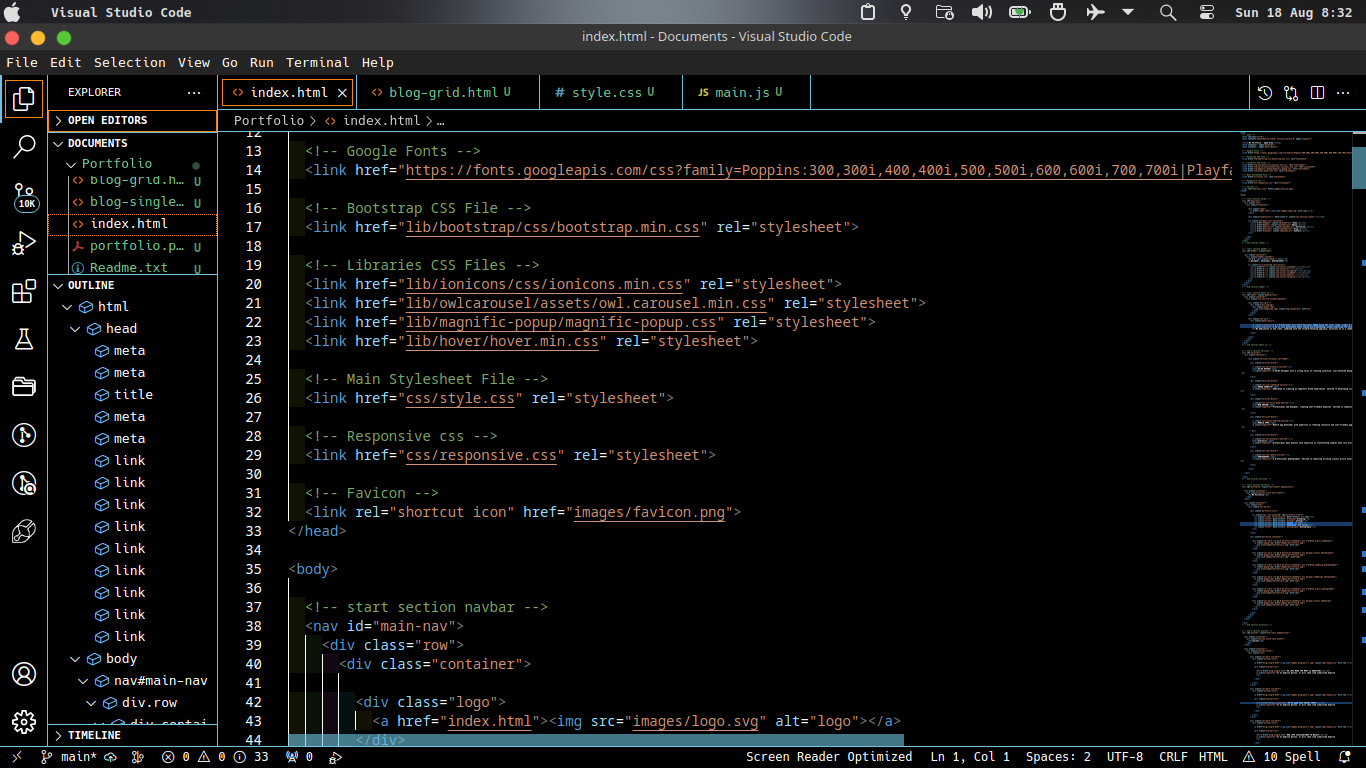 Visual Studio Code
Sun 18 Aug 8:32
index.html - Documents - Visual Studio Code
File Edit Selection View Go Run Terminal Help
EXPLORER
index.html
blog-grid.html U
# style.css U
JS main.js U
OPEN EDITORS
Portfolio > index.html > …
DOCUMENTS
Portfolio
blog-grid.h… U
blog-single… U
index.html
portfolio.p… U
Readme.txt U
10K
OUTLINE
html
head
meta
meta
title
meta
meta
link
link
link
link
link
link
link
link
link
body
nav#main-nav
div.row
div.contai
TIMELINE
12
13 <!-- Google Fonts -->
14 <link href="https://fonts.googleapis.com/css?family=Poppins:300,300i,400,400i,500,500i,600,600i,700,700i|Playfa
15
16 <!-- Bootstrap CSS File -->
17 <link href="lib/bootstrap/css/bootstrap.min.css" rel="stylesheet">
18
19 <!-- Libraries CSS Files -->
20 <link href="lib/ionicons/css/ionicons.min.css" rel="stylesheet">
21 <link href="lib/owlcarousel/assets/owl.carousel.min.css" rel="stylesheet">
22 <link href="lib/magnific-popup/magnific-popup.css" rel="stylesheet">
23 <link href="lib/hover/hover.min.css" rel="stylesheet">
24
25 <!-- Main Stylesheet File -->
26 <link href="css/style.css" rel="stylesheet">
27
28 <!-- Responsive css -->
29 <link href="css/responsive.css" rel="stylesheet">
30
31 <!-- Favicon -->
32 <link rel="shortcut icon" href="images/favicon.png">
33 </head>
34
35 <body>
36
37 <!-- start section navbar -->
38 <nav id="main-nav">
39 <div class="row">
40 <div class="container">
41
42 <div class="logo">
43 <a href="index.html"><img src="images/logo.svg" alt="logo"></a>
44 </div>
main* 0 0 33 0
Screen Reader Optimized Ln 1, Col 1 Spaces: 2 UTF-8 CRLF HTML 10 Spell